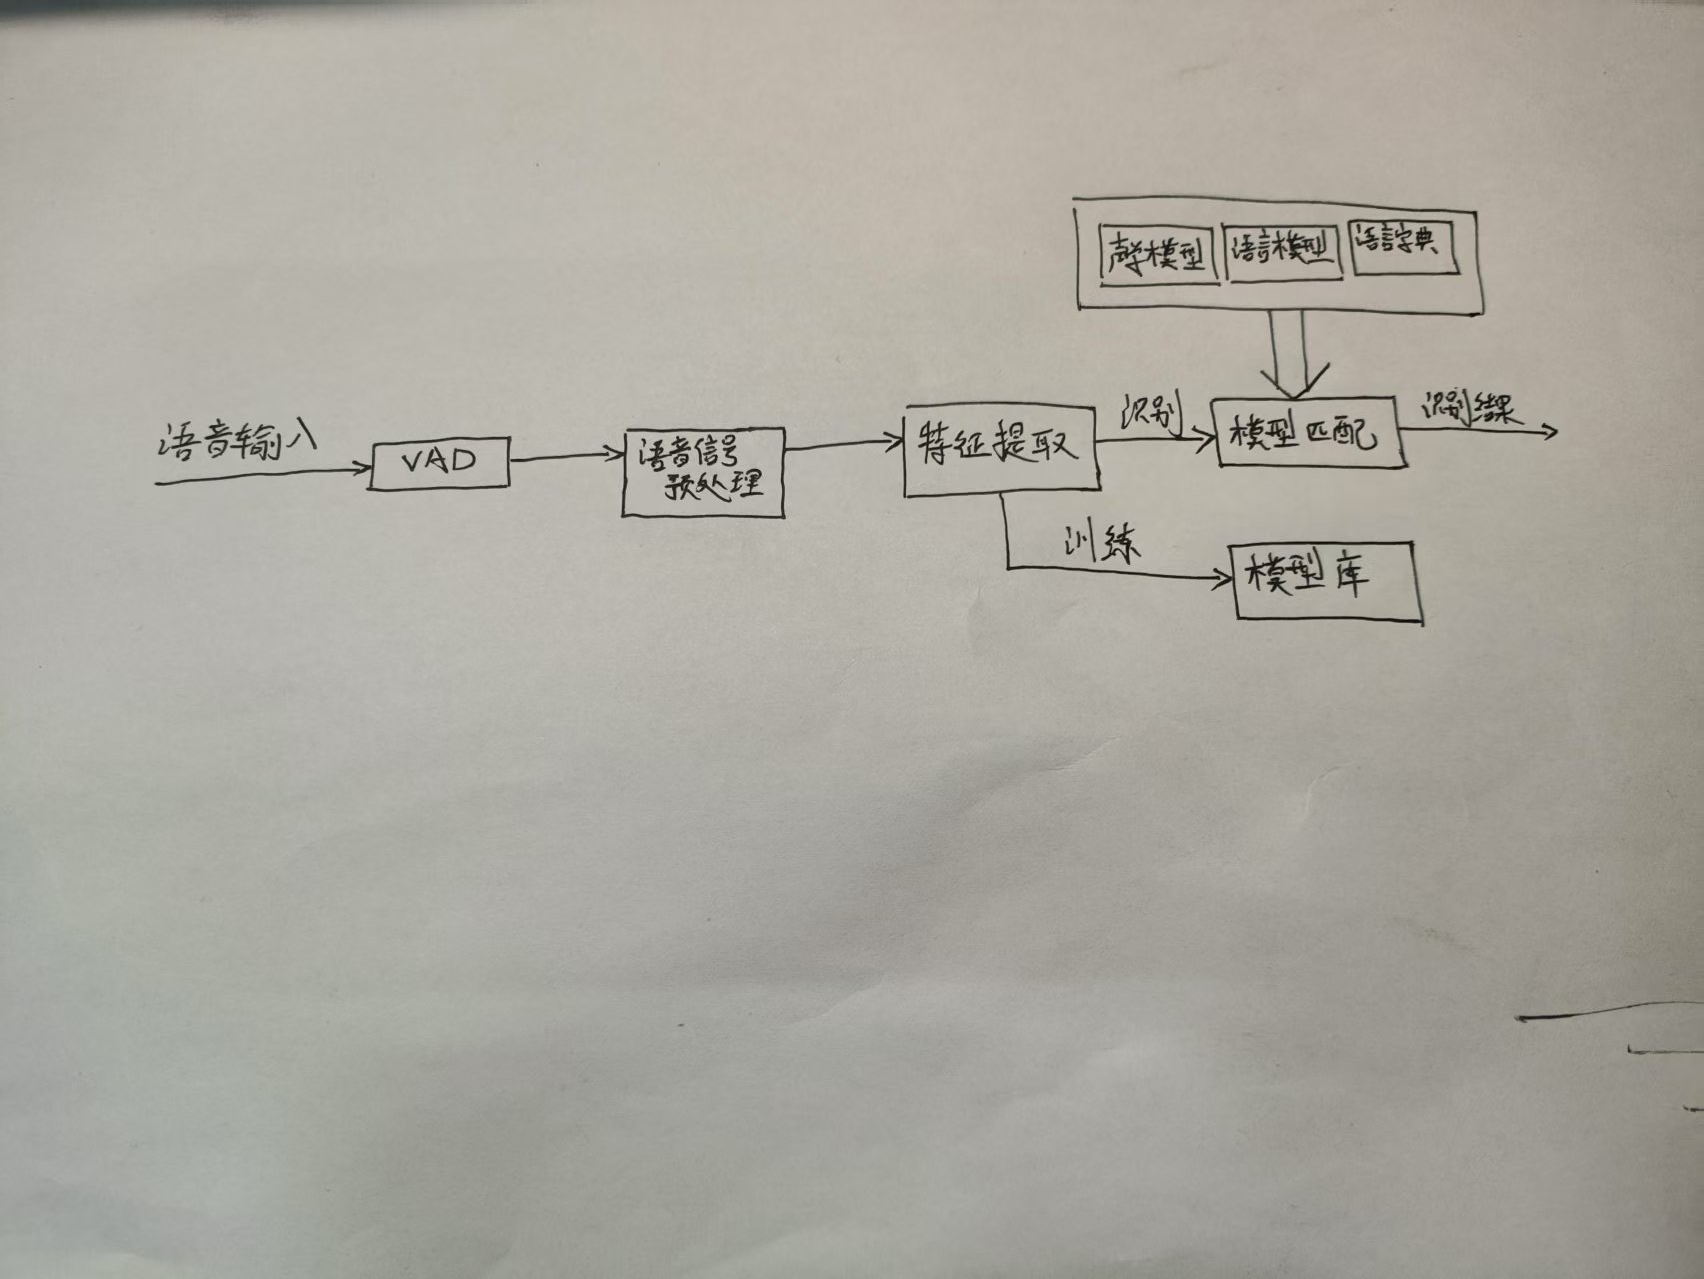 声学模型
语言模型
语言字典
语音输入
VAD
语音信号
预处理
特征提取
识别
模型匹配
识别结果
训练
模型库